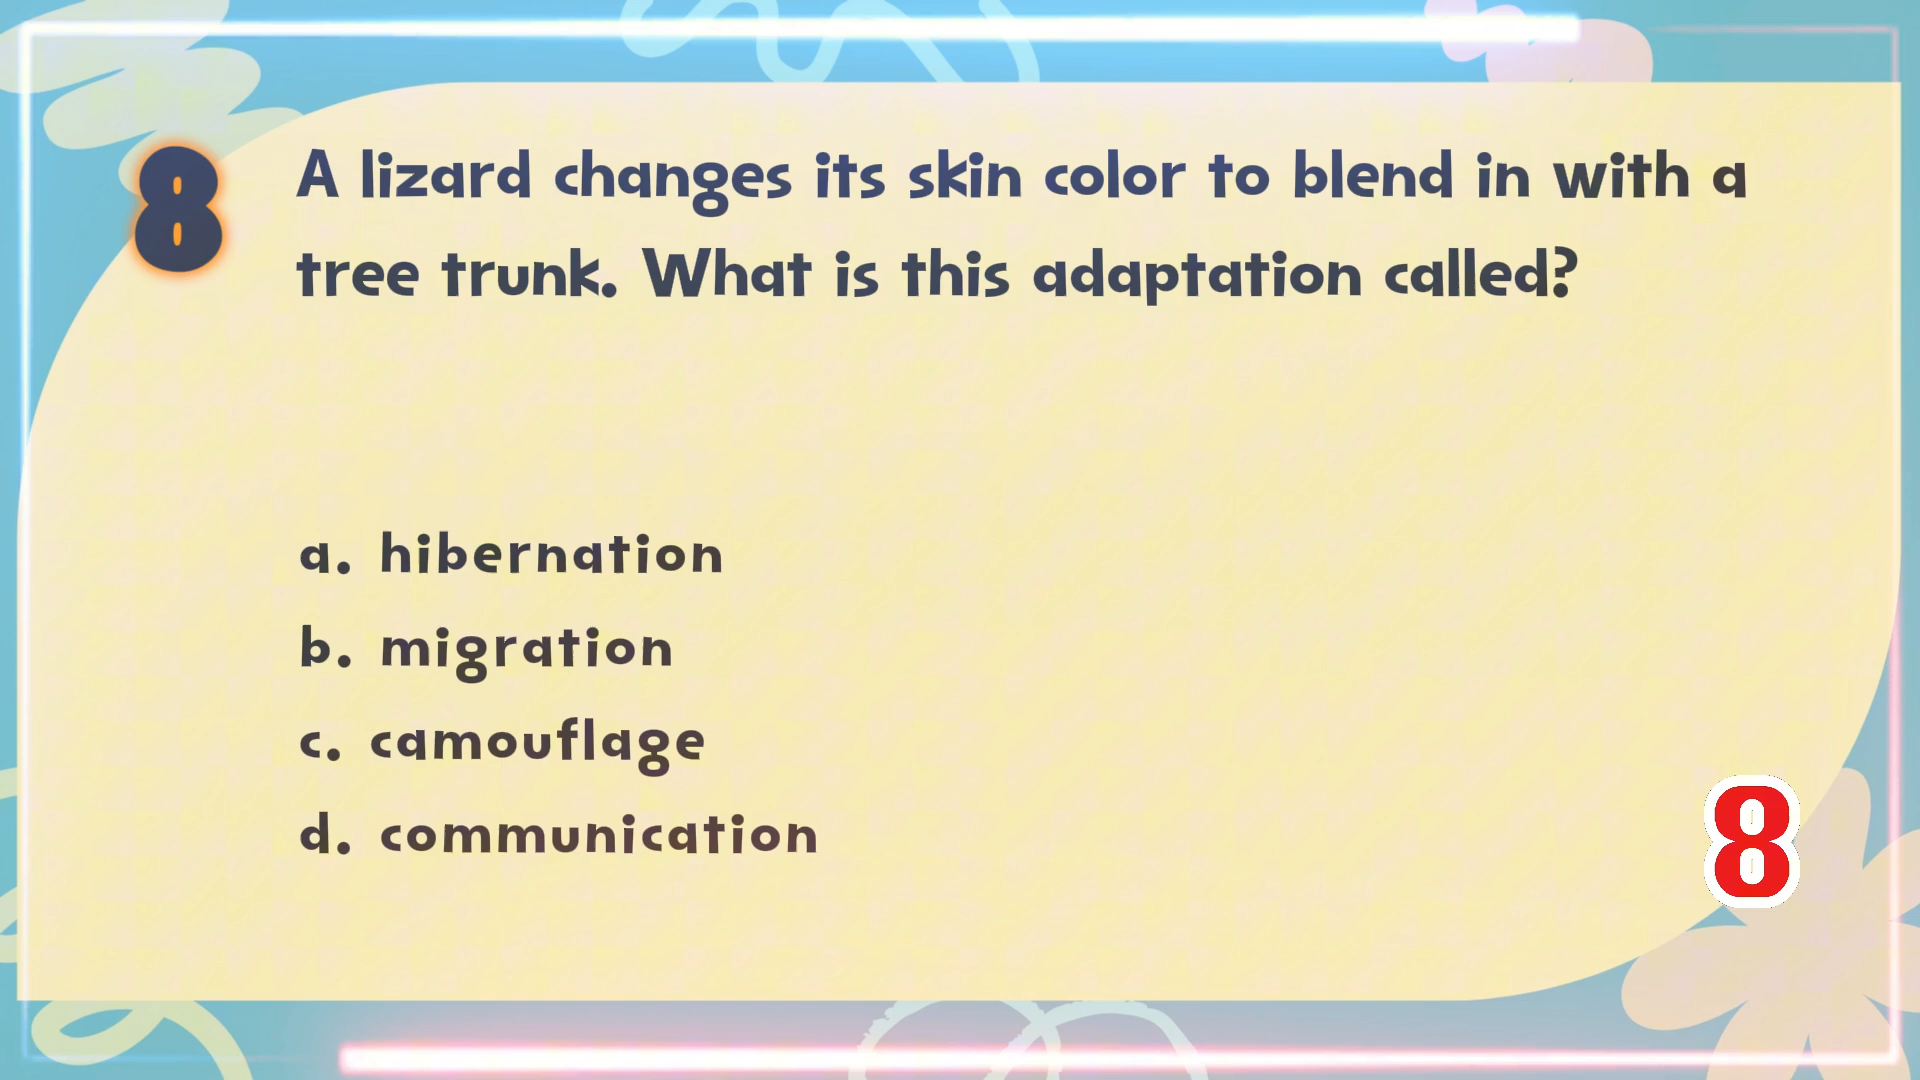 8
A lizard changes its skin color to blend in with a
tree trunk. What is this adaptation called?
a. hibernation
b. migration
c. camouflage
d. communication
8